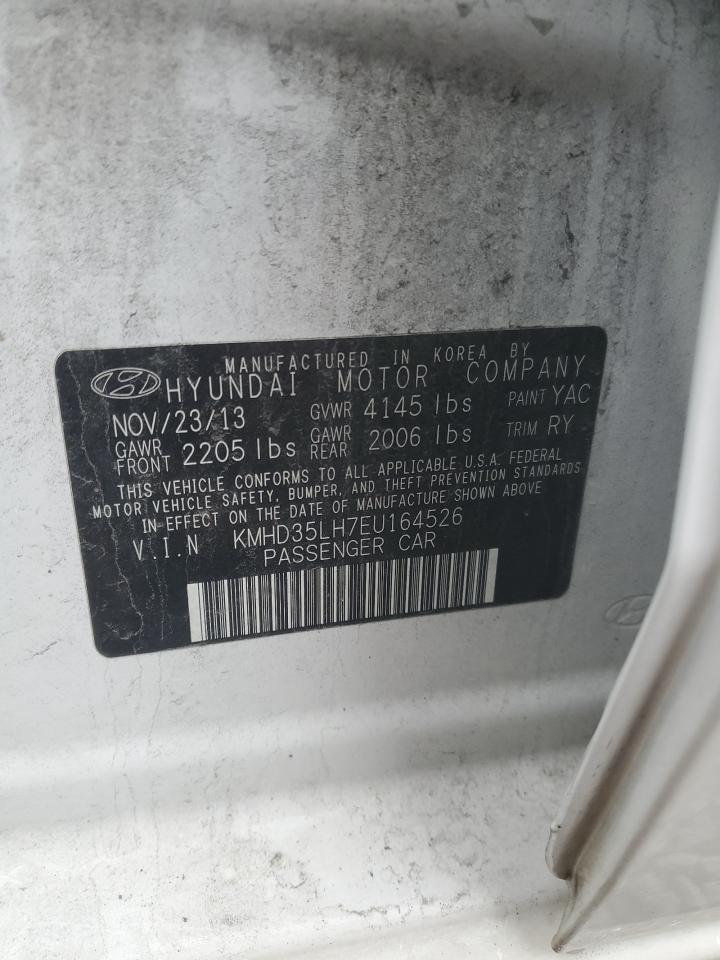 MANUFACTURED IN KOREA BY
HYUNDAI MOTOR COMPANY
NOV/23/13 GVWR 4145 lbs PAINT YAC
GAWR FRONT 2205 lbs GAWR REAR 2006 lbs TRIM RY
THIS VEHICLE CONFORMS TO ALL APPLICABLE U.S.A. FEDERAL
MOTOR VEHICLE SAFETY, BUMPER, AND THEFT PREVENTION STANDARDS
IN EFFECT ON THE DATE OF MANUFACTURE SHOWN ABOVE
V.I.N KMHD35LH7EU164526
PASSENGER CAR